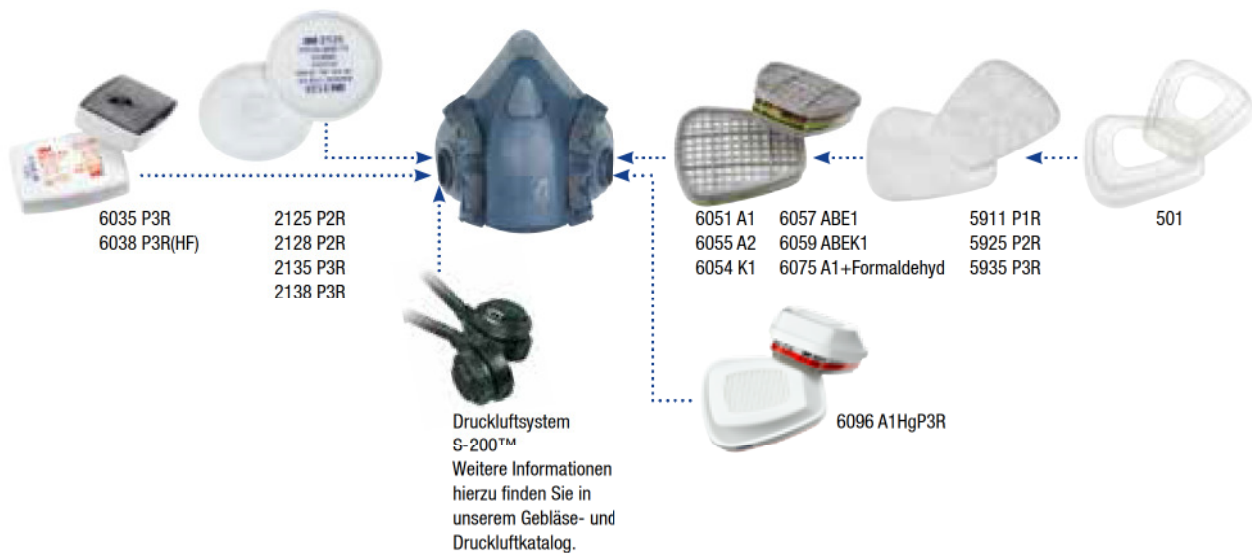 6035 P3R
6038 P3R(HF)
2125 P2R
2128 P2R
2135 P3R
2138 P3R
6051 A1
6055 A2
6054 K1
6057 ABE1
6059 ABEK1
6075 A1+Formaldehyd
5911 P1R
5925 P2R
5935 P3R
501
Druckluftsystem
S-200™
Weitere Informationen
hierzu finden Sie in
unserem Gebläse- und
Druckluftkatalog.
6096 A1HgP3R